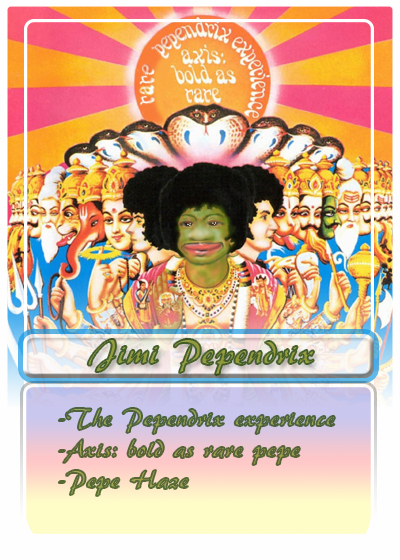 rare pependrix experience
axis:
bold as
rare
Jimi Pependrix
-The Pependrix experience
-Axis: bold as rare pepe
-Pepe Haze